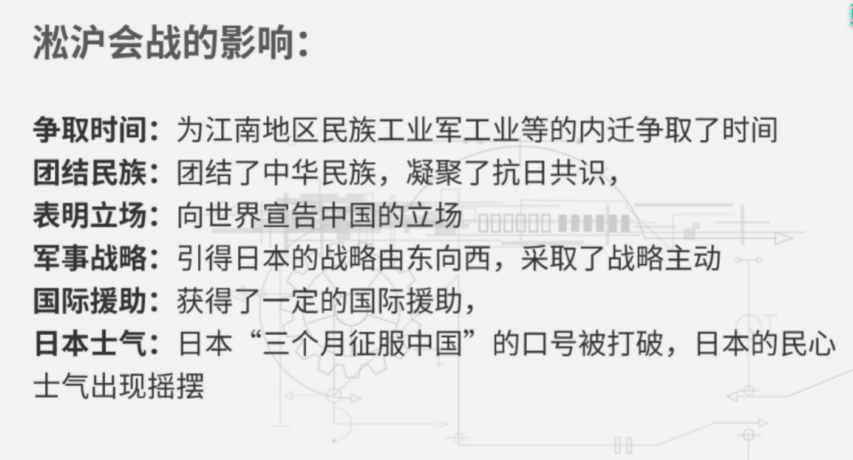 淞沪会战的影响：
争取时间：为江南地区民族工业军工业等的内迁争取了时间
团结民族：团结了中华民族，凝聚了抗日共识，
表明立场：向世界宣告中国的立场
军事战略：引得日本的战略由东向西，采取了战略主动
国际援助：获得了一定的国际援助，
日本士气：日本“三个月征服中国”的口号被打破，日本的民心
士气出现摇摆